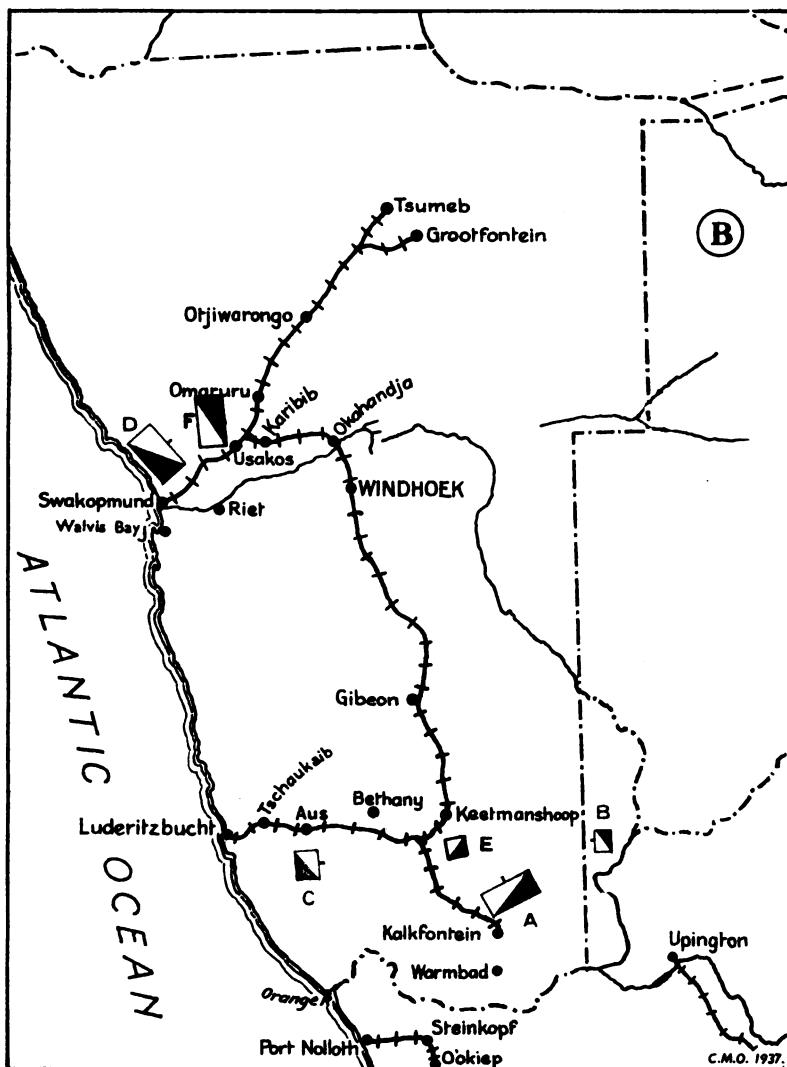 Tsumeb
Grootfontein
B
Otjiwarongo
Omaruru
Karibib
Okahandja
D
F
Usakos
WINDHOEK
Swakopmund
Riet
Walvis Bay
ATLANTIC
OCEAN
Gibeon
Tschaukaib
Bethany
Aus
Keetmanshoop
Luderitzbucht
B
E
C
A
Kalkfontein
Upington
Warmbad
Orange
Steinkopf
Port Nolloth
O'okiep
C.M.O. 1937.